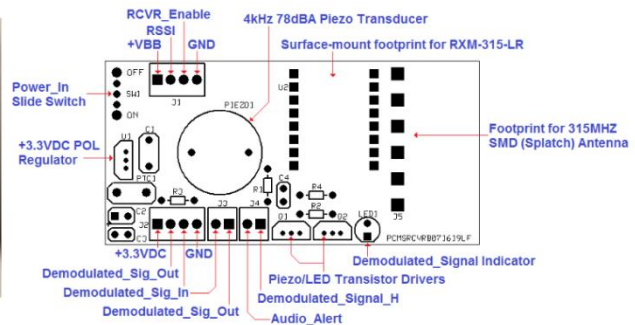 RCVR_Enable
RSSI
+VBB
GND
4kHz 78dBA Piezo Transducer
Surface-mount footprint for RXM-315-LR
Power_In
Slide Switch
OFF
SW1
ON
J1
U2
PIEZO1
+3.3VDC POL
Regulator
U1
C1
Footprint for 315MHZ
SMD (Splatch) Antenna
PTC1
R3
R1
C4
R4
R2
C2
J2
C3
J3
J4
Q1
Q2
LED1
J5
PCMSRCVRB071619LF
+3.3VDC
GND
Demodulated_Sig_Out
Demodulated_Sig_In
Demodulated_Sig_Out
Audio_Alert
Demodulated_Signal_H
Piezo/LED Transistor Drivers
Demodulated_Signal Indicator